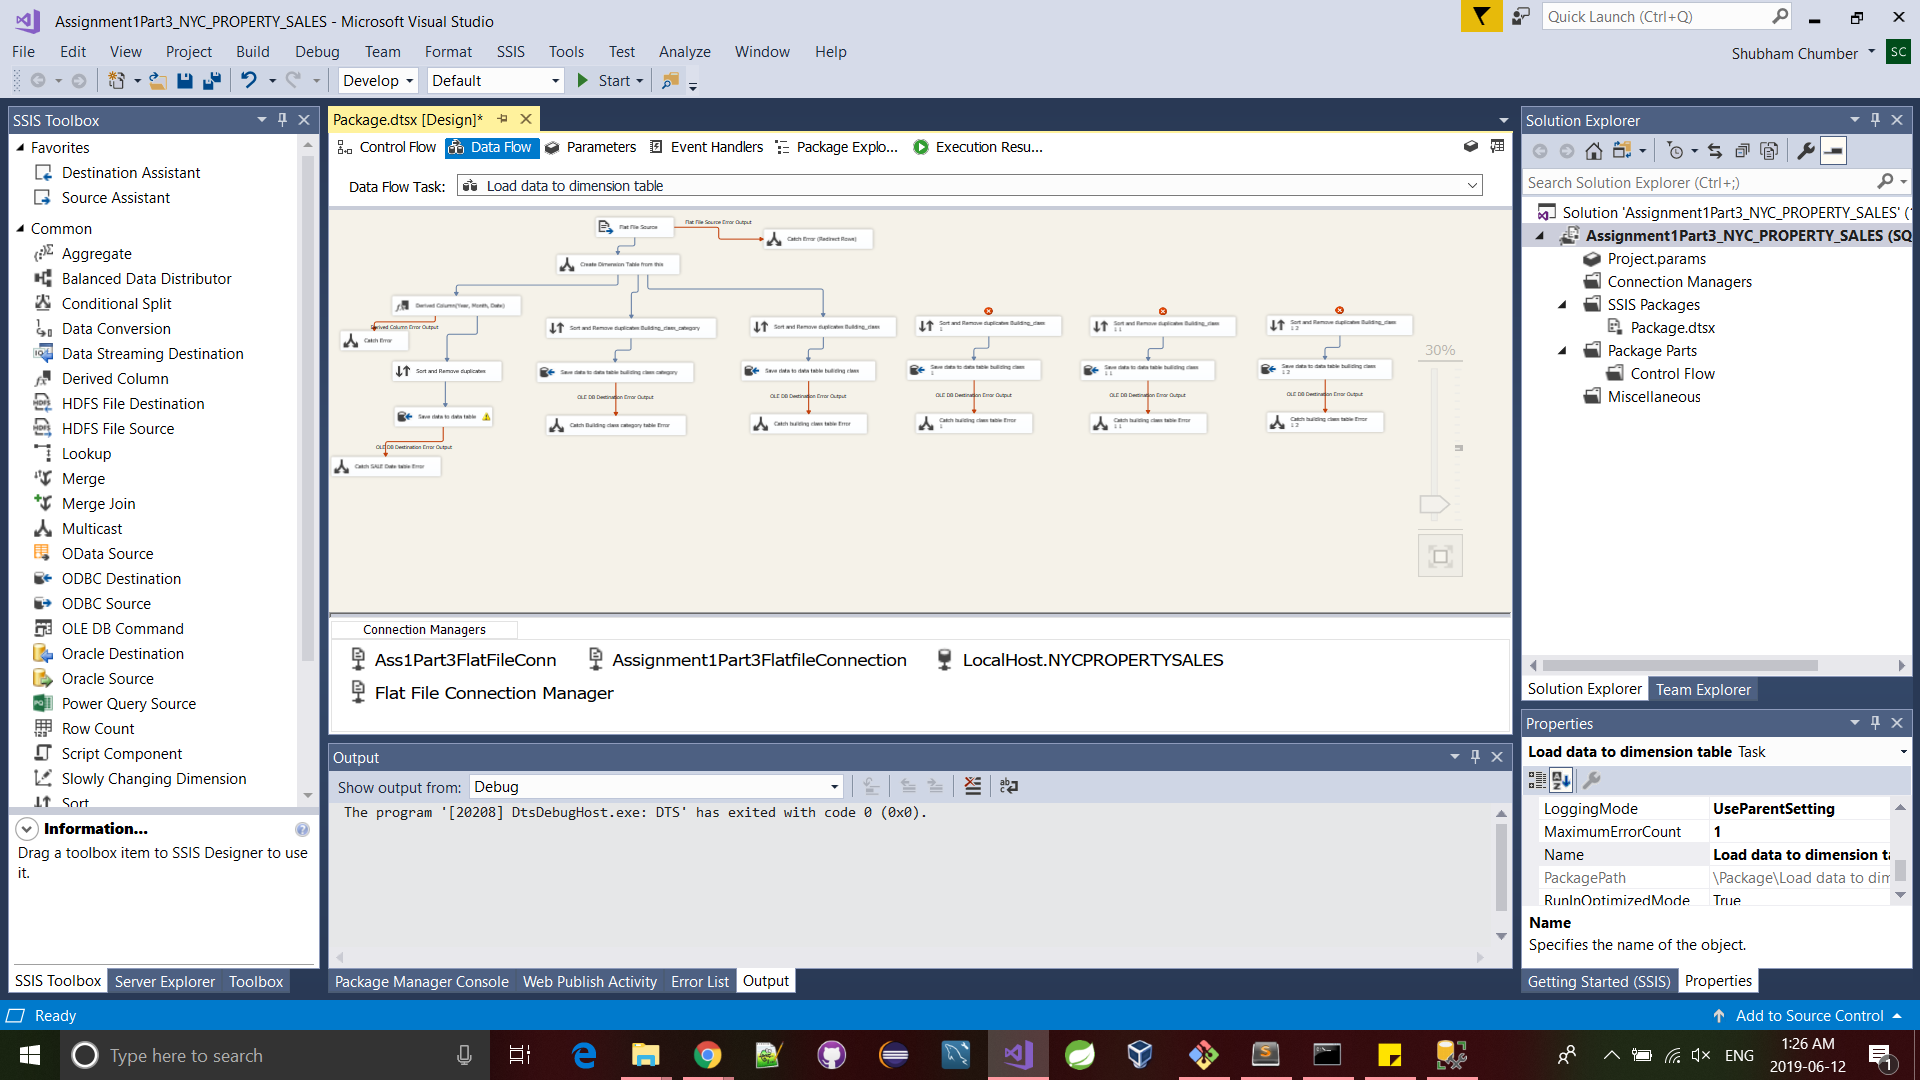 Assignment1Part3_NYC_PROPERTY_SALES - Microsoft Visual Studio
Quick Launch (Ctrl+Q)
File Edit View Project Build Debug Team Format SSIS Tools Test Analyze Window Help
Shubham Chumber SC
Develop Default Start
SSIS Toolbox
Favorites
Destination Assistant
Source Assistant
Common
Aggregate
Balanced Data Distributor
Conditional Split
Data Conversion
Data Streaming Destination
Derived Column
HDFS File Destination
HDFS File Source
Lookup
Merge
Merge Join
Multicast
OData Source
ODBC Destination
ODBC Source
OLE DB Command
Oracle Destination
Oracle Source
Power Query Source
Row Count
Script Component
Slowly Changing Dimension
Sort
Information...
Drag a toolbox item to SSIS Designer to use
it.
SSIS Toolbox Server Explorer Toolbox
Package.dtsx [Design]*
Control Flow Data Flow Parameters Event Handlers Package Explo... Execution Resu...
Data Flow Task: Load data to dimension table
Flat File Source
Flat File Source Error Output
Catch Error (Redirect Rows)
Create Dimension Table from this
Derived Column(Year, Month, Date)
Derived Column Error Output
Catch Error
Sort and Remove duplicates
Save data to data table
OLE DB Destination Error Output
Catch SALE Date table Error
Sort and Remove duplicates Building_class_category
Save data to data table building class category
OLE DB Destination Error Output
Catch Building class category table Error
Sort and Remove duplicates Building_class
Save data to data table building class
OLE DB Destination Error Output
Catch building class table Error
Sort and Remove duplicates Building_class
1
Save data to data table building class
1
OLE DB Destination Error Output
Catch building class table Error
1
Sort and Remove duplicates Building_class
1 1
Save data to data table building class
1 1
OLE DB Destination Error Output
Catch building class table Error
1 1
Sort and Remove duplicates Building_class
1 2
Save data to data table building class
1 2
OLE DB Destination Error Output
Catch building class table Error
1 2
30%
Connection Managers
Ass1Part3FlatFileConn Assignment1Part3FlatfileConnection LocalHost.NYCPROPERTYSALES
Flat File Connection Manager
Output
Show output from: Debug
The program '[20208] DtsDebugHost.exe: DTS' has exited with code 0 (0x0).
Package Manager Console Web Publish Activity Error List Output
Solution Explorer
Search Solution Explorer (Ctrl+;)
Solution 'Assignment1Part3_NYC_PROPERTY_SALES' (
Assignment1Part3_NYC_PROPERTY_SALES (SQ
Project.params
Connection Managers
SSIS Packages
Package.dtsx
Package Parts
Control Flow
Miscellaneous
Solution Explorer Team Explorer
Properties
Load data to dimension table Task
LoggingMode UseParentSetting
MaximumErrorCount 1
Name Load data to dimension ta
PackagePath \Package\Load data to dim
RunInOptimizedMode True
Name
Specifies the name of the object.
Getting Started (SSIS) Properties
Ready
Add to Source Control
Type here to search
ENG
1:26 AM
2019-06-12
1